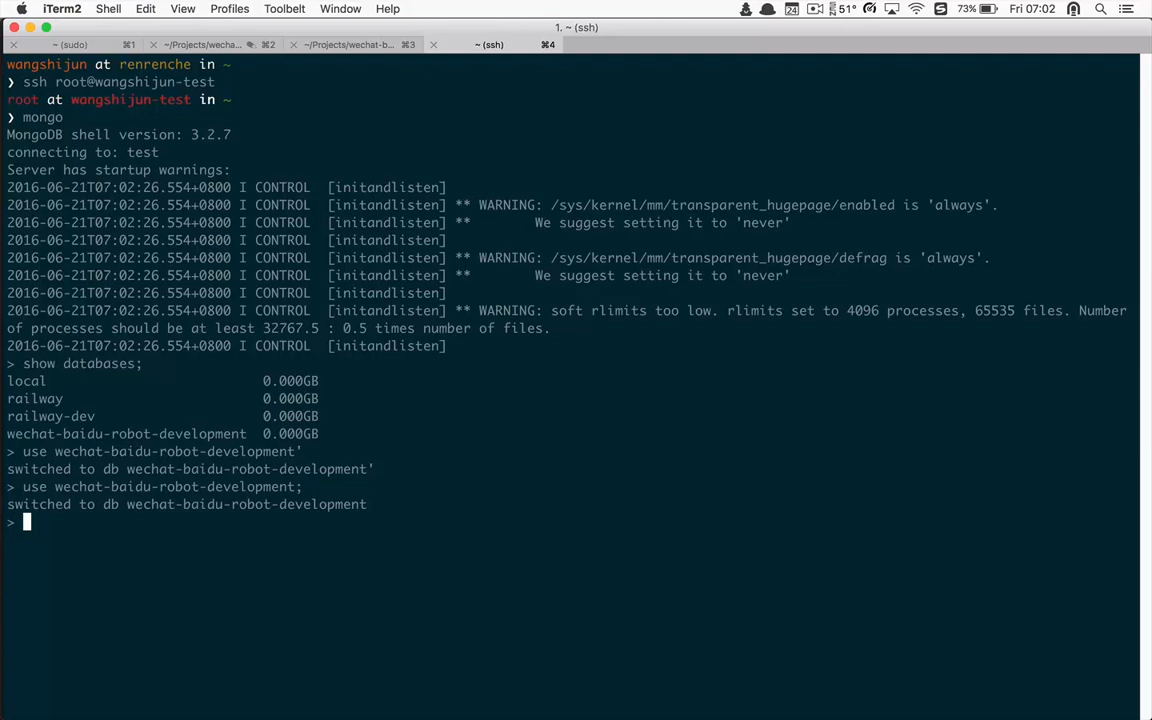 iTerm2 Shell Edit View Profiles Toolbelt Window Help 24 51° 73% Fri 07:02
1. ~ (ssh)
~ (sudo) ⌘1 ~/Projects/wecha... ⌘2 ~/Projects/wechat-b... ⌘3 ~ (ssh) ⌘4
wangshijun at renrenche in ~
❯ ssh root@wangshijun-test
root at wangshijun-test in ~
❯ mongo
MongoDB shell version: 3.2.7
connecting to: test
Server has startup warnings:
2016-06-21T07:02:26.554+0800 I CONTROL  [initandlisten]
2016-06-21T07:02:26.554+0800 I CONTROL  [initandlisten] ** WARNING: /sys/kernel/mm/transparent_hugepage/enabled is 'always'.
2016-06-21T07:02:26.554+0800 I CONTROL  [initandlisten] **        We suggest setting it to 'never'
2016-06-21T07:02:26.554+0800 I CONTROL  [initandlisten]
2016-06-21T07:02:26.554+0800 I CONTROL  [initandlisten] ** WARNING: /sys/kernel/mm/transparent_hugepage/defrag is 'always'.
2016-06-21T07:02:26.554+0800 I CONTROL  [initandlisten] **        We suggest setting it to 'never'
2016-06-21T07:02:26.554+0800 I CONTROL  [initandlisten]
2016-06-21T07:02:26.554+0800 I CONTROL  [initandlisten] ** WARNING: soft rlimits too low. rlimits set to 4096 processes, 65535 files. Number
of processes should be at least 32767.5 : 0.5 times number of files.
2016-06-21T07:02:26.554+0800 I CONTROL  [initandlisten]
> show databases;
local                           0.000GB
railway                         0.000GB
railway-dev                     0.000GB
wechat-baidu-robot-development  0.000GB
> use wechat-baidu-robot-development'
switched to db wechat-baidu-robot-development'
> use wechat-baidu-robot-development;
switched to db wechat-baidu-robot-development
>